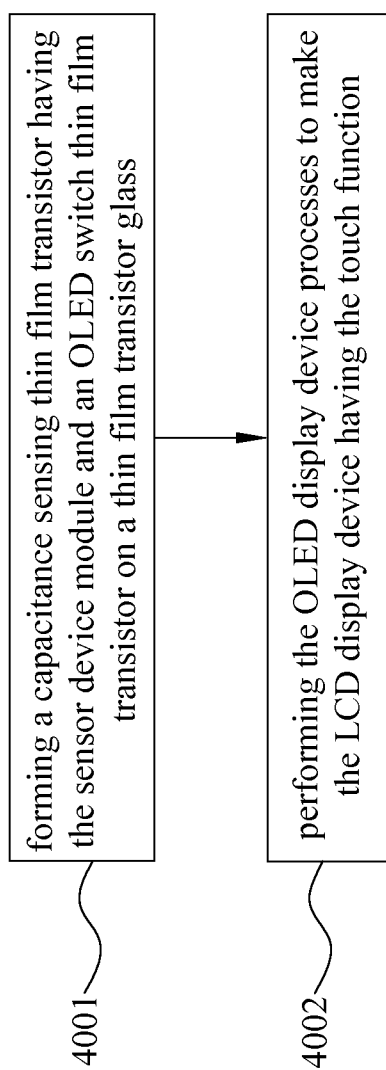 forming a capacitance sensing thin film transistor having
the sensor device module and an OLED switch thin film
transistor on a thin film transistor glass
4001
performing the OLED display device processes to make
the LCD display device having the touch function
4002